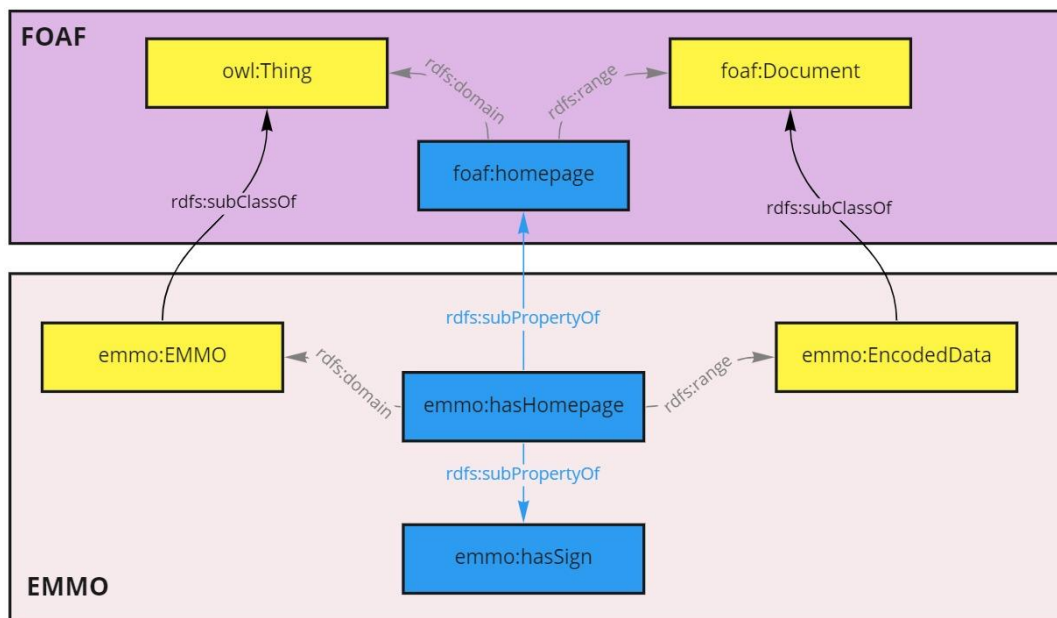 FOAF
owl:Thing
foaf:Document
rdfs:domain
rdfs:range
foaf:homepage
rdfs:subClassOf
rdfs:subClassOf
rdfs:subPropertyOf
emmo:EMMO
emmo:EncodedData
rdfs:domain
rdfs:range
emmo:hasHomepage
rdfs:subPropertyOf
emmo:hasSign
EMMO